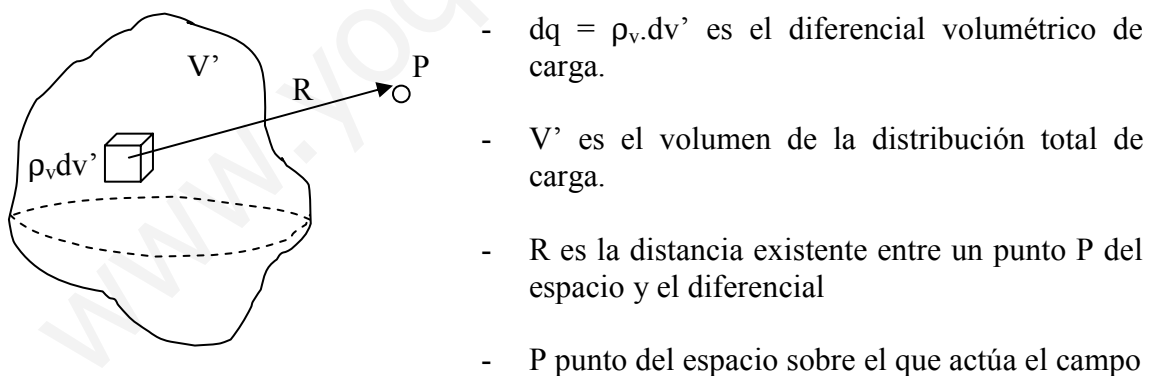 V’
R
P
ρᵥdv’
- dq = ρᵥ.dv’ es el diferencial volumétrico de
carga.
- V’ es el volumen de la distribución total de
carga.
- R es la distancia existente entre un punto P del
espacio y el diferencial
- P punto del espacio sobre el que actúa el campo
www.yoq